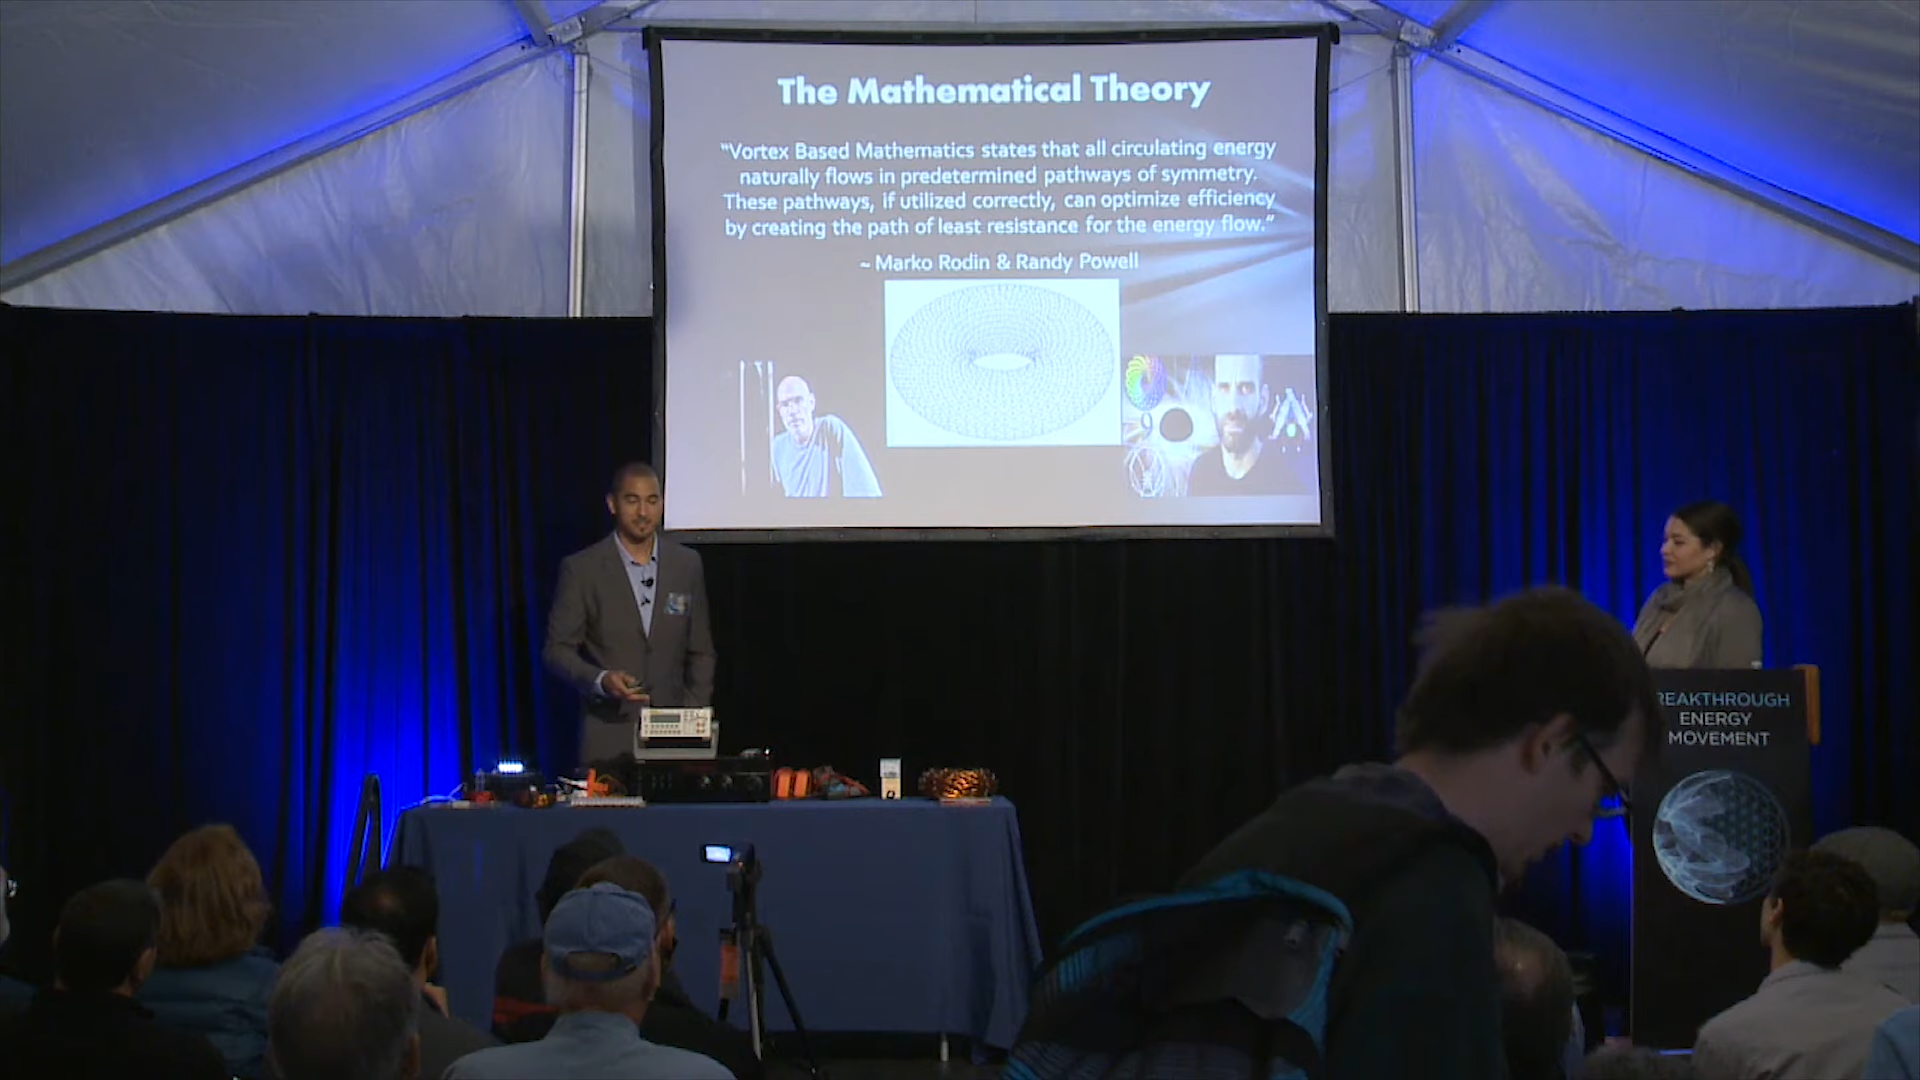 The Mathematical Theory
"Vortex Based Mathematics states that all circulating energy
naturally flows in predetermined pathways of symmetry.
These pathways, if utilized correctly, can optimize efficiency
by creating the path of least resistance for the energy flow."
~ Marko Rodin & Randy Powell
9
REAKTHROUGH
ENERGY
MOVEMENT